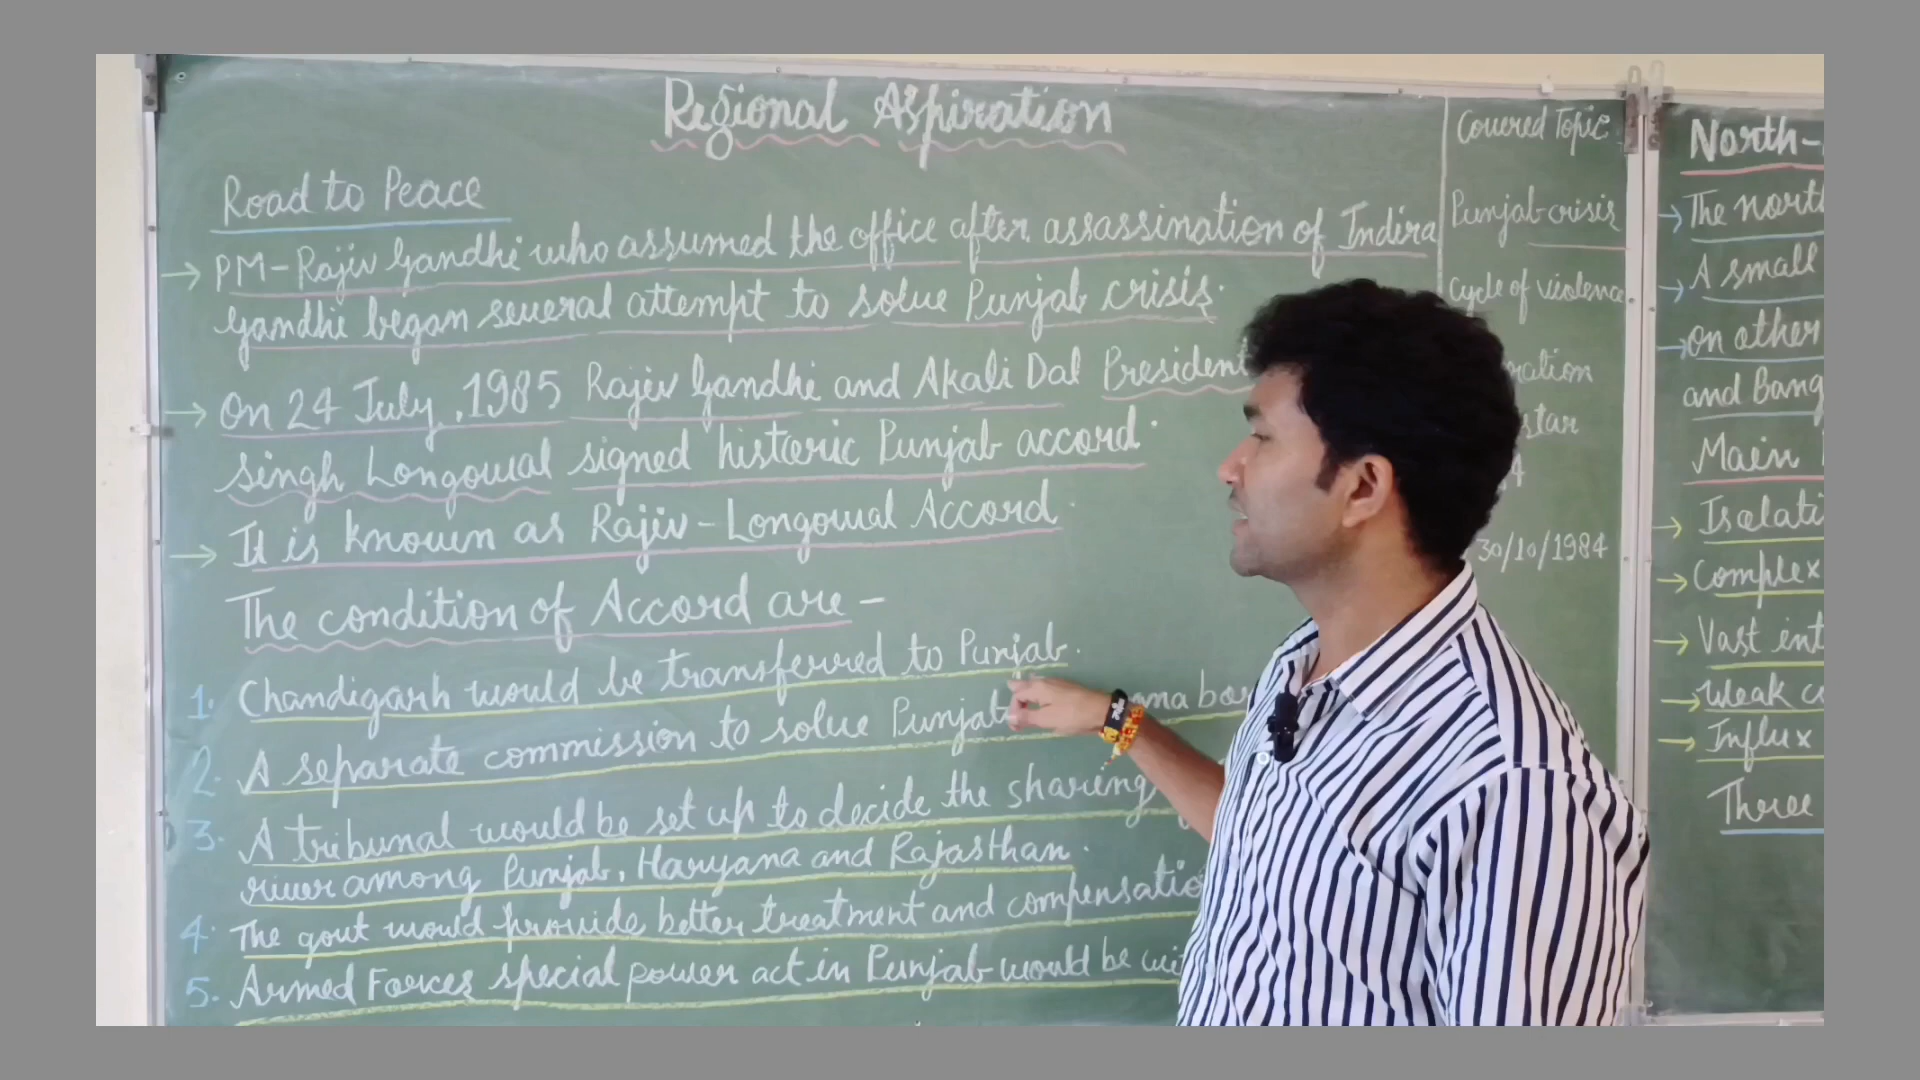 Regional Aspiration
Road to Peace
→ PM-Rajiv Gandhi who assumed the office after assassination of Indira
Gandhi began several attempt to solve Punjab crisis.
→ On 24 July, 1985 Rajiv Gandhi and Akali Dal President
Singh Longowal signed historic Punjab accord.
→ It is known as Rajiv-Longowal Accord.
The condition of Accord are -
1. Chandigarh would be transferred to Punjab.
2. A separate commission to solve Punjab
3. A tribunal would be set up to decide the sharing
river among Punjab, Haryana and Rajasthan.
4. The govt would provide better treatment and compensatio
5. Armed Forces special power act in Punjab would be wi
Covered Topic
Punjab crisis
Cycle of violence
ration
star
30/10/1984
North-
→ The nort
→ A small
→ on other
and Bang
Main
→ Isolati
→ Complex
→ Vast int
→ Weak c
→ Influx
Three